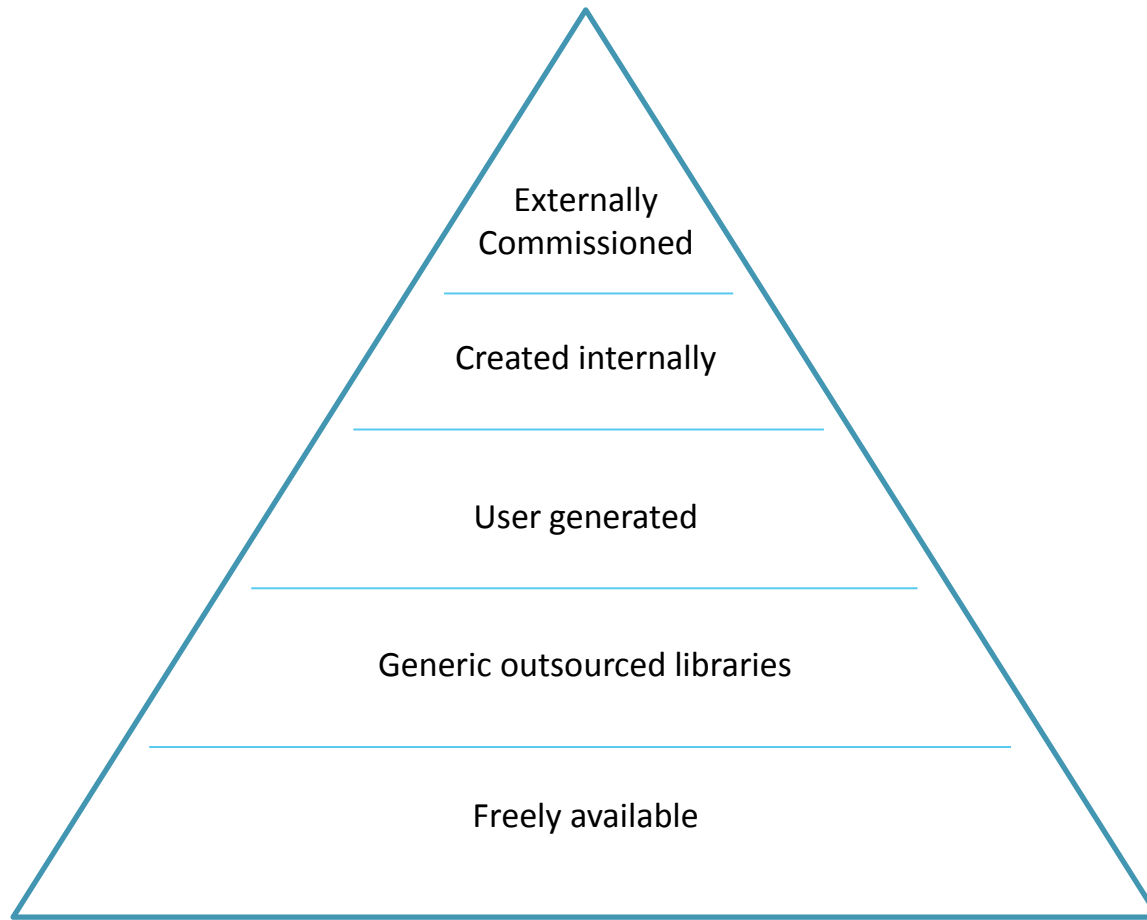 Externally
Commissioned
Created internally
User generated
Generic outsourced libraries
Freely available